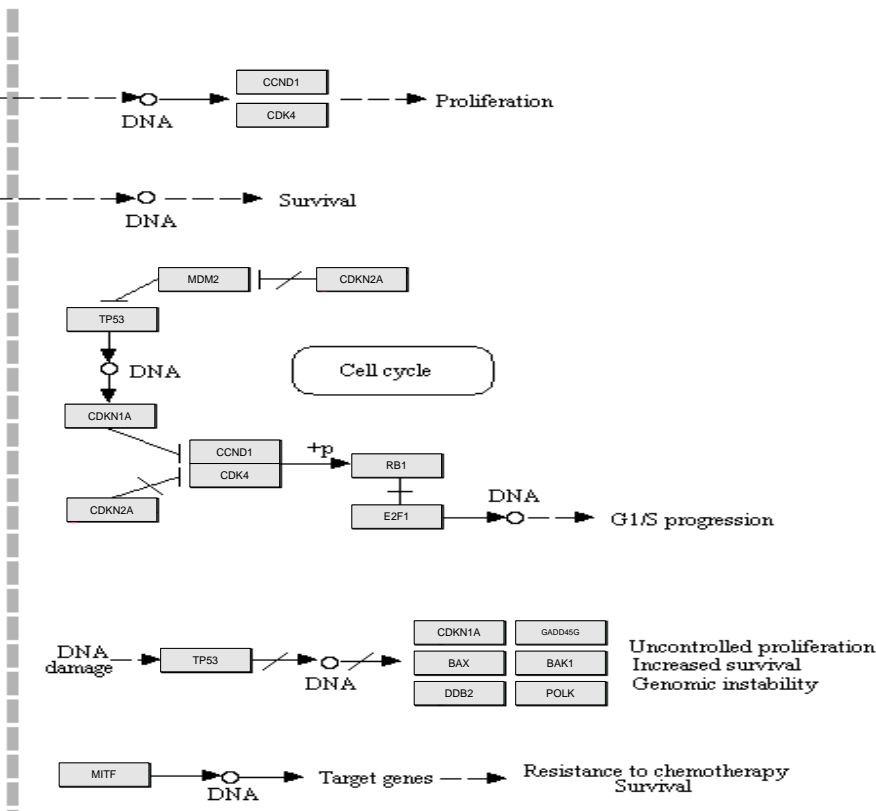 CCND1
CDK4
Proliferation
DNA
Survival
DNA
MDM2
CDKN2A
TP53
DNA
Cell cycle
CDKN1A
CCND1
+p
CDK4
RB1
CDKN2A
E2F1
DNA
G1/S progression
DNA
damage
TP53
DNA
CDKN1A
GADD45G
BAX
BAK1
DDB2
POLK
Uncontrolled proliferation
Increased survival
Genomic instability
MITF
DNA
Target genes
Resistance to chemotherapy
Survival